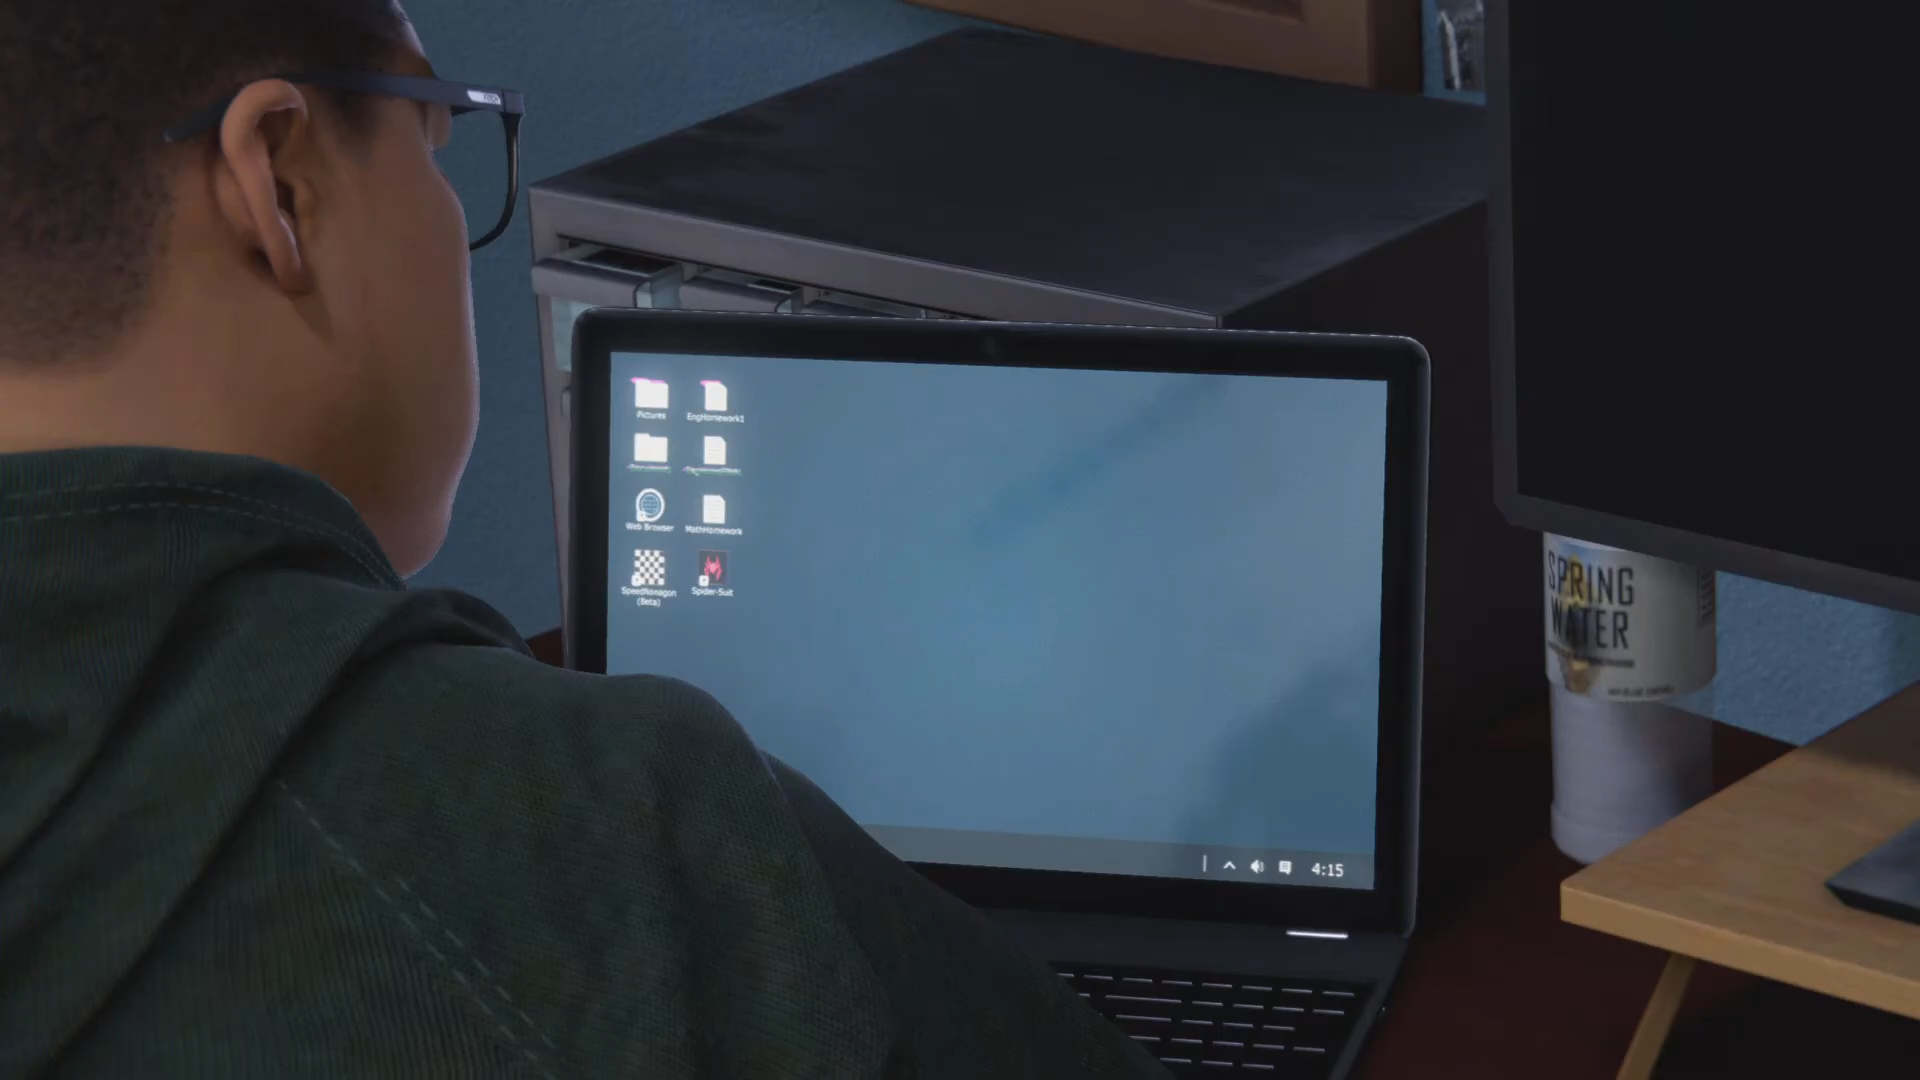 Pictures
EngHomework1
Web Browser
MathHomework
SpeedNonagon
(Beta)
Spider-Suit
4:15
SPRING
WATER